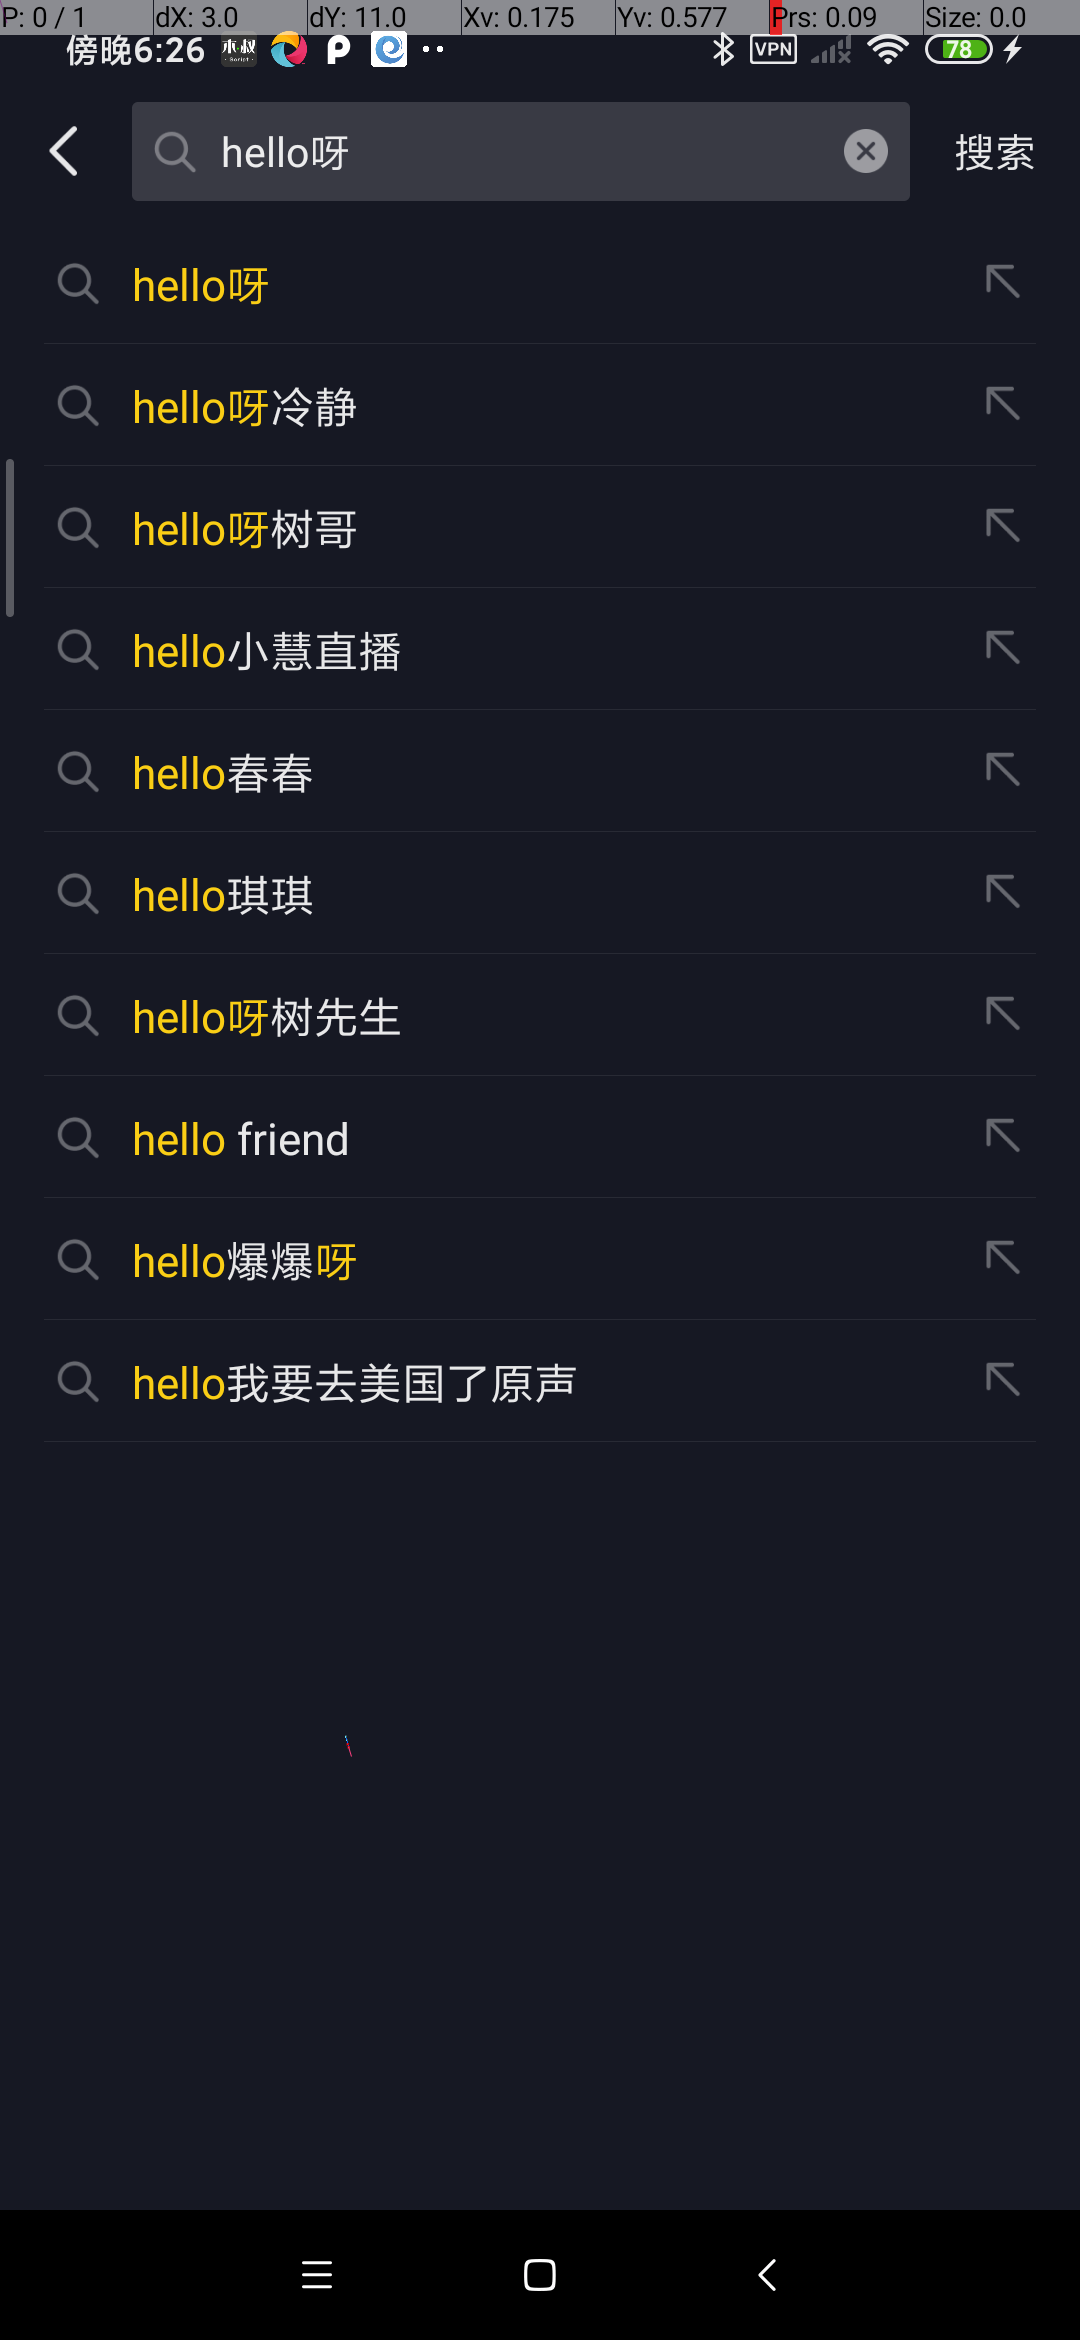 P: 0 / 1 dX: 3.0 dY: 11.0 Xv: 0.175 Yv: 0.577 Prs: 0.09 Size: 0.0
傍晚6:26 VPN 78
hello呀 搜索
hello呀
hello呀冷静
hello呀树哥
hello小慧直播
hello春春
hello琪琪
hello呀树先生
hello friend
hello爆爆呀
hello我要去美国了原声